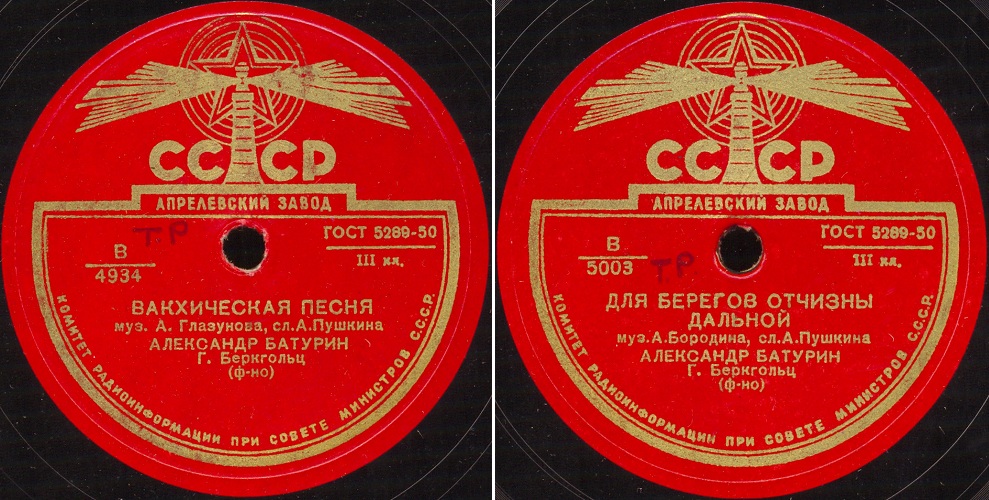 СССР
АПРЕЛЕВСКИЙ ЗАВОД
Т.Р
ГОСТ 5289-50
В
4934
III кл.
ВАКХИЧЕСКАЯ ПЕСНЯ
муз. А. Глазунова, сл.А.Пушкина
АЛЕКСАНДР БАТУРИН
Г. Беркгольц
(ф-но)
КОМИТЕТ РАДИОИНФОРМАЦИИ ПРИ СОВЕТЕ МИНИСТРОВ СССР.
СССР
АПРЕЛЕВСКИЙ ЗАВОД
ГОСТ 5289-50
В
5003
Т.Р
III кл.
ДЛЯ БЕРЕГОВ ОТЧИЗНЫ
ДАЛЬНОЙ
муз.А.Бородина, сл.А.Пушкина
АЛЕКСАНДР БАТУРИН
Г. Беркгольц
(ф-но)
КОМИТЕТ РАДИОИНФОРМАЦИИ ПРИ СОВЕТЕ МИНИСТРОВ СССР.